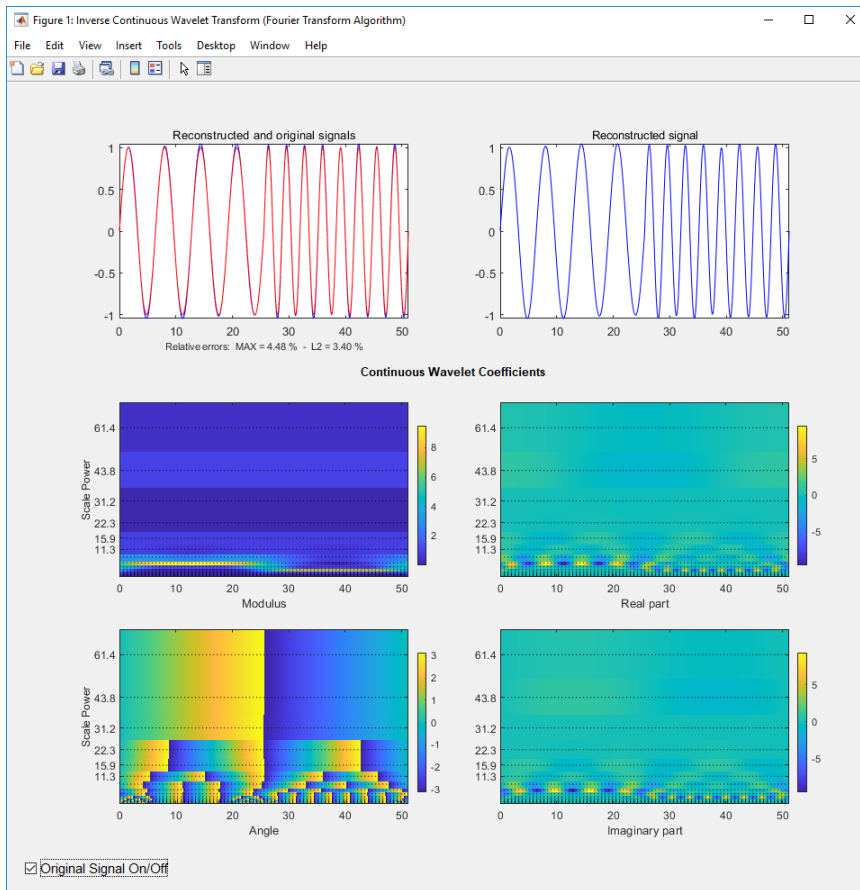 Figure 1: Inverse Continuous Wavelet Transform (Fourier Transform Algorithm)
File Edit View Insert Tools Desktop Window Help
Reconstructed and original signals
1
0.5
0
-0.5
-1
0 10 20 30 40 50
Relative errors: MAX = 4.48 % - L2 = 3.40 %
Reconstructed signal
1
0.5
0
-0.5
-1
0 10 20 30 40 50
Continuous Wavelet Coefficients
Scale Power
61.4
43.8
31.2
22.3
15.9
11.3
0 10 20 30 40 50
Modulus
8
6
4
2
61.4
43.8
31.2
22.3
15.9
11.3
0 10 20 30 40 50
Real part
5
0
-5
Scale Power
61.4
43.8
31.2
22.3
15.9
11.3
0 10 20 30 40 50
Angle
3
2
1
0
-1
-2
-3
61.4
43.8
31.2
22.3
15.9
11.3
0 10 20 30 40 50
Imaginary part
5
0
-5
Original Signal On/Off